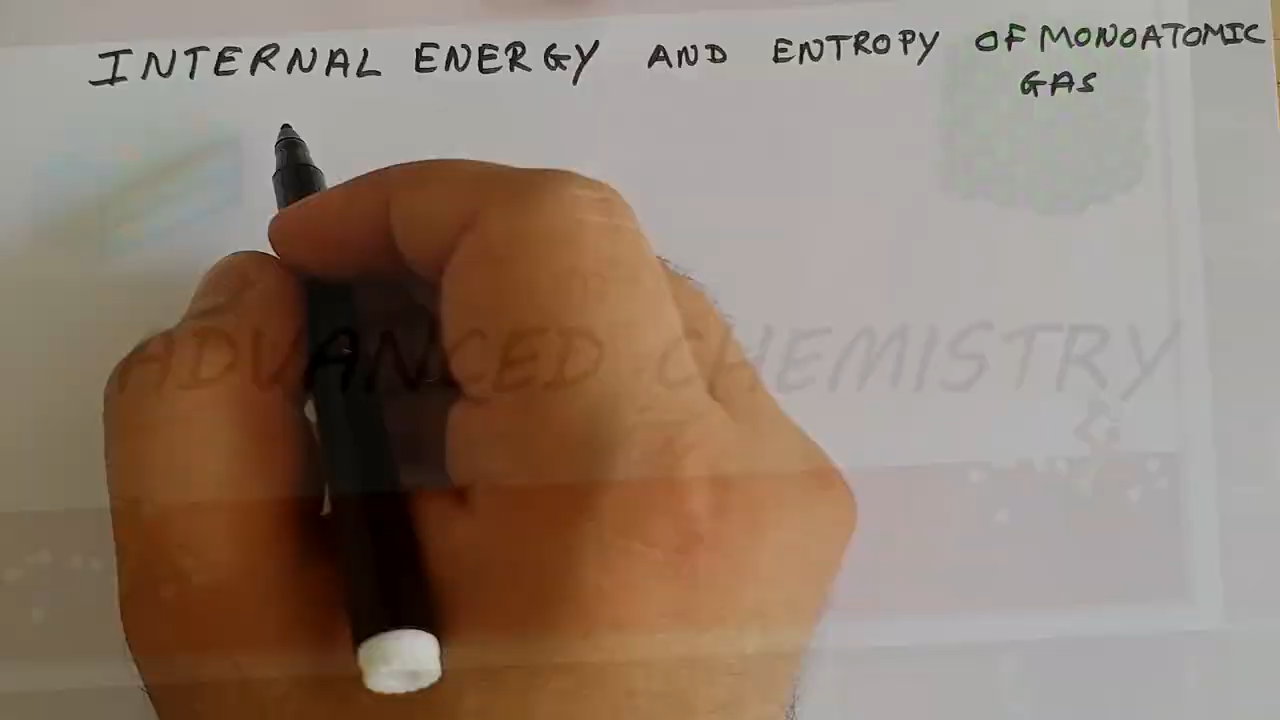 INTERNAL ENERGY AND ENTROPY OF MONOATOMIC
GAS
ADVANCED CHEMISTRY